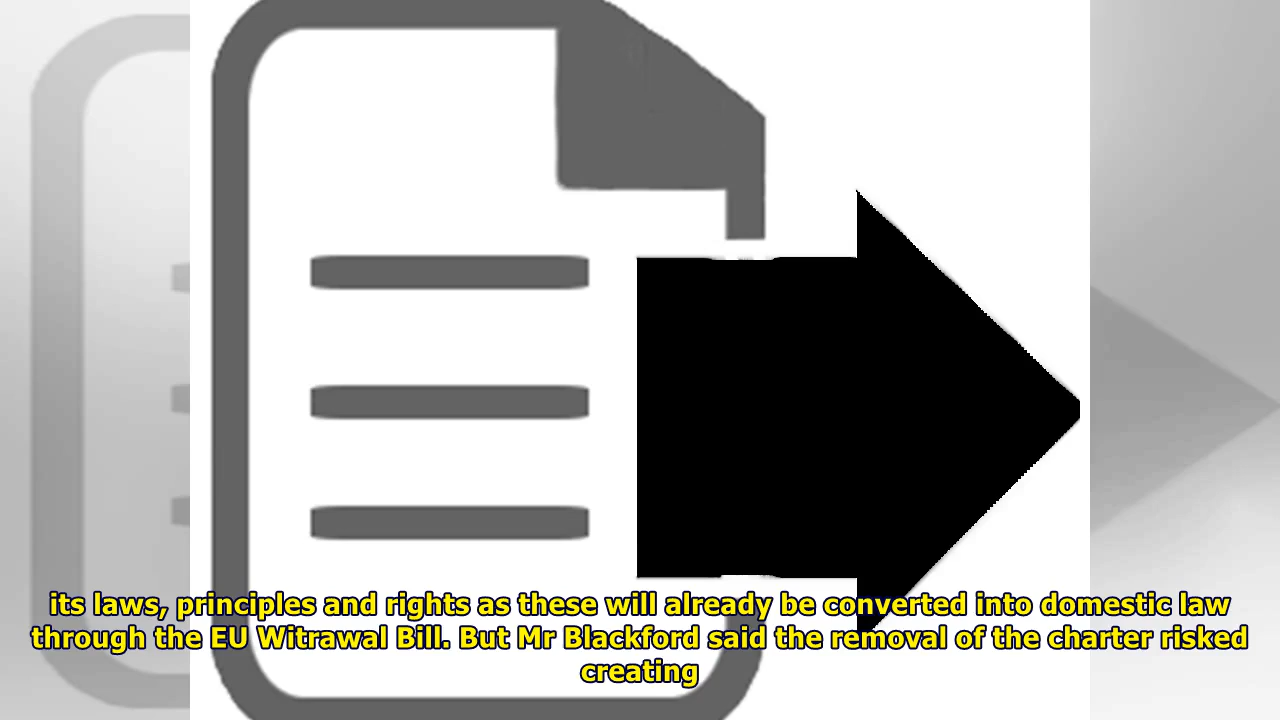 its laws, principles and rights as these will already be converted into domestic law
through the EU Witrawal Bill. But Mr Blackford said the removal of the charter risked
creating